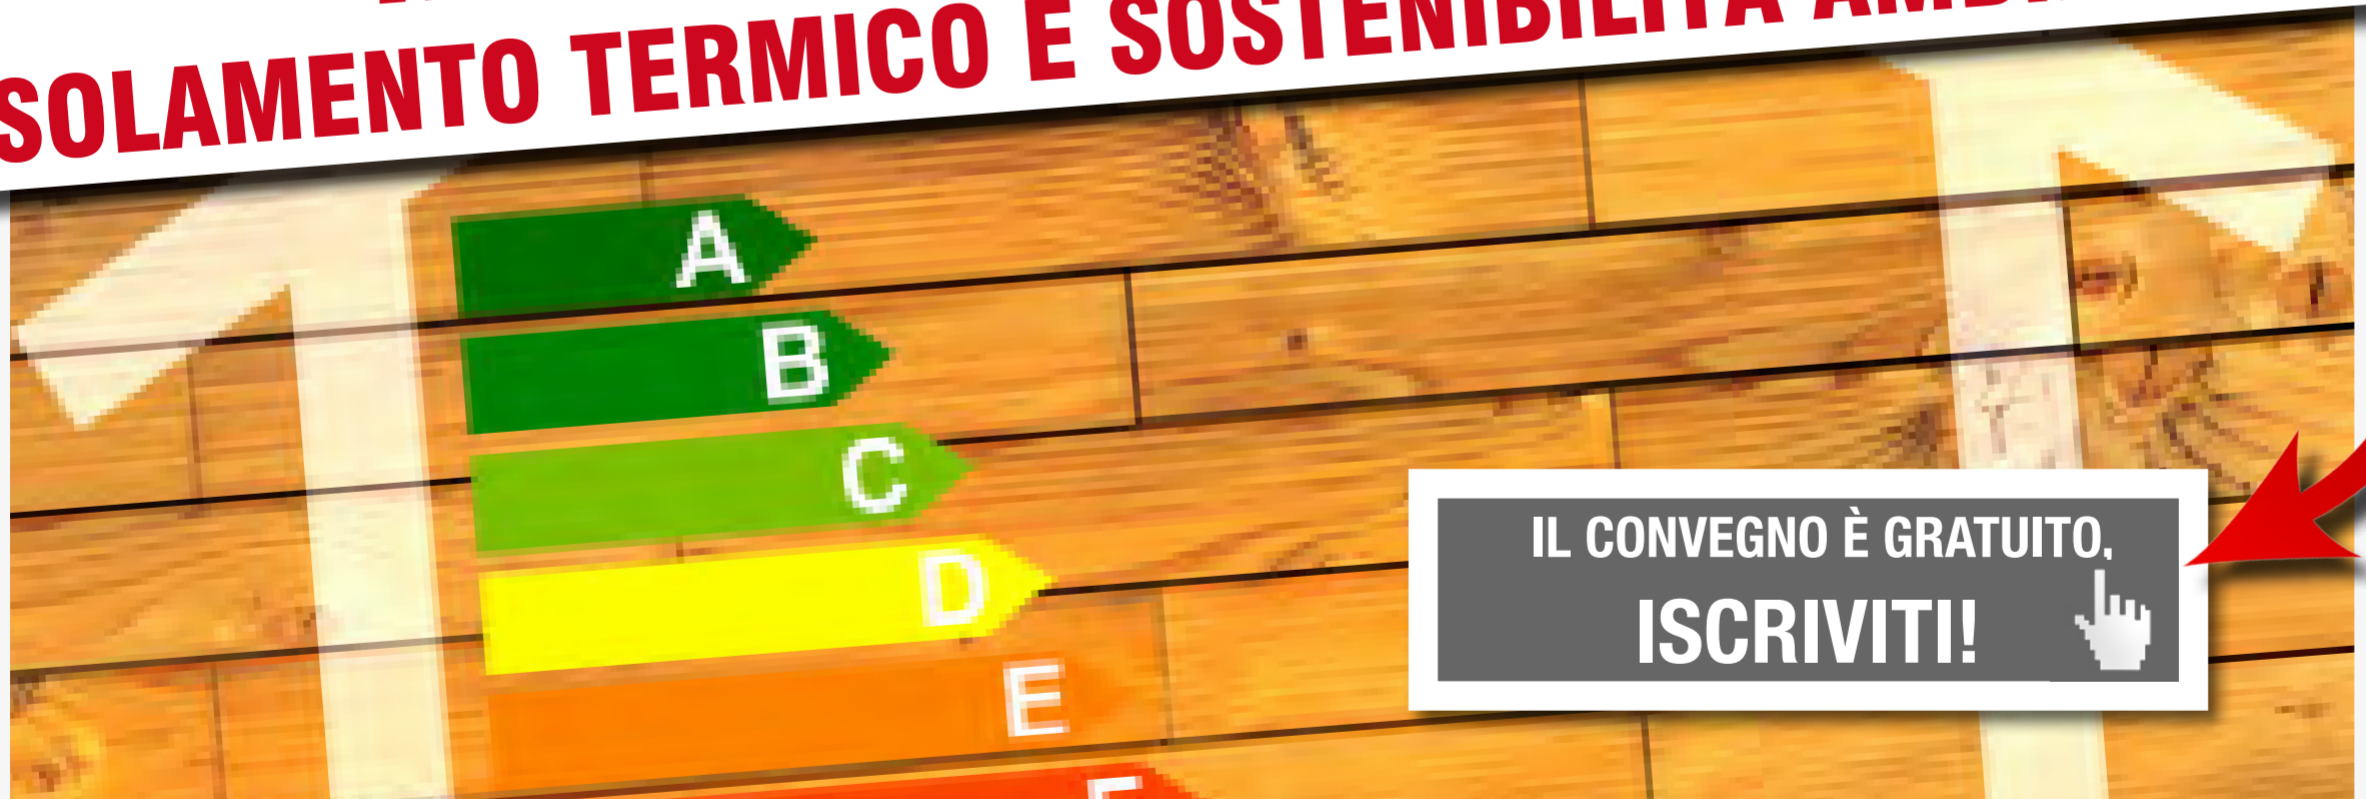 SOLAMENTO TERMICO E SOSTENIBILITÀ
A
B
C
D
E
IL CONVEGNO È GRATUITO,
ISCRIVITI!